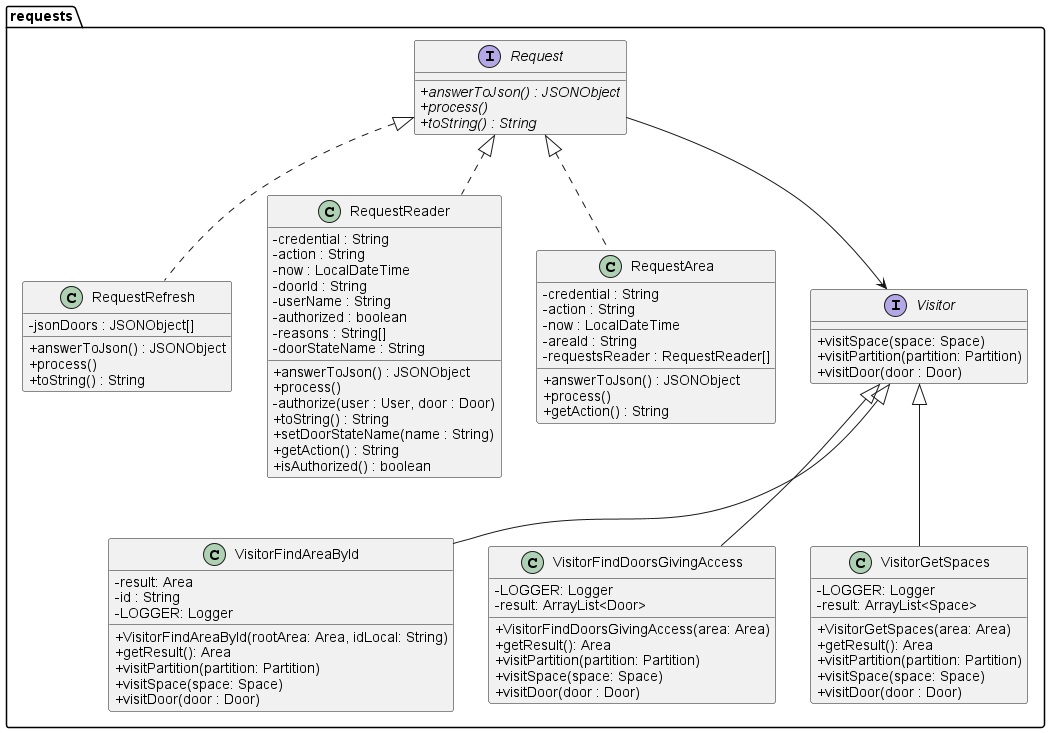 requests
I Request
+answerToJson() : JSONObject
+process()
+toString() : String
C RequestRefresh
-jsonDoors : JSONObject[]
+answerToJson() : JSONObject
+process()
+toString() : String
C RequestReader
-credential : String
-action : String
-now : LocalDateTime
-doorId : String
-userName : String
-authorized : boolean
-reasons : String[]
-doorStateName : String
+answerToJson() : JSONObject
+process()
-authorize(user : User, door : Door)
+toString() : String
+setDoorStateName(name : String)
+getAction() : String
+isAuthorized() : boolean
C RequestArea
-credential : String
-action : String
-now : LocalDateTime
-areaId : String
-requestsReader : RequestReader[]
+answerToJson() : JSONObject
+process()
+getAction() : String
I Visitor
+visitSpace(space: Space)
+visitPartition(partition: Partition)
+visitDoor(door : Door)
C VisitorFindAreaById
-result: Area
-id : String
-LOGGER: Logger
+VisitorFindAreaById(rootArea: Area, idLocal: String)
+getResult(): Area
+visitPartition(partition: Partition)
+visitSpace(space: Space)
+visitDoor(door : Door)
C VisitorFindDoorsGivingAccess
-LOGGER: Logger
-result: ArrayList<Door>
+VisitorFindDoorsGivingAccess(area: Area)
+getResult(): Area
+visitPartition(partition: Partition)
+visitSpace(space: Space)
+visitDoor(door : Door)
C VisitorGetSpaces
-LOGGER: Logger
-result: ArrayList<Space>
+VisitorGetSpaces(area: Area)
+getResult(): Area
+visitPartition(partition: Partition)
+visitSpace(space: Space)
+visitDoor(door : Door)